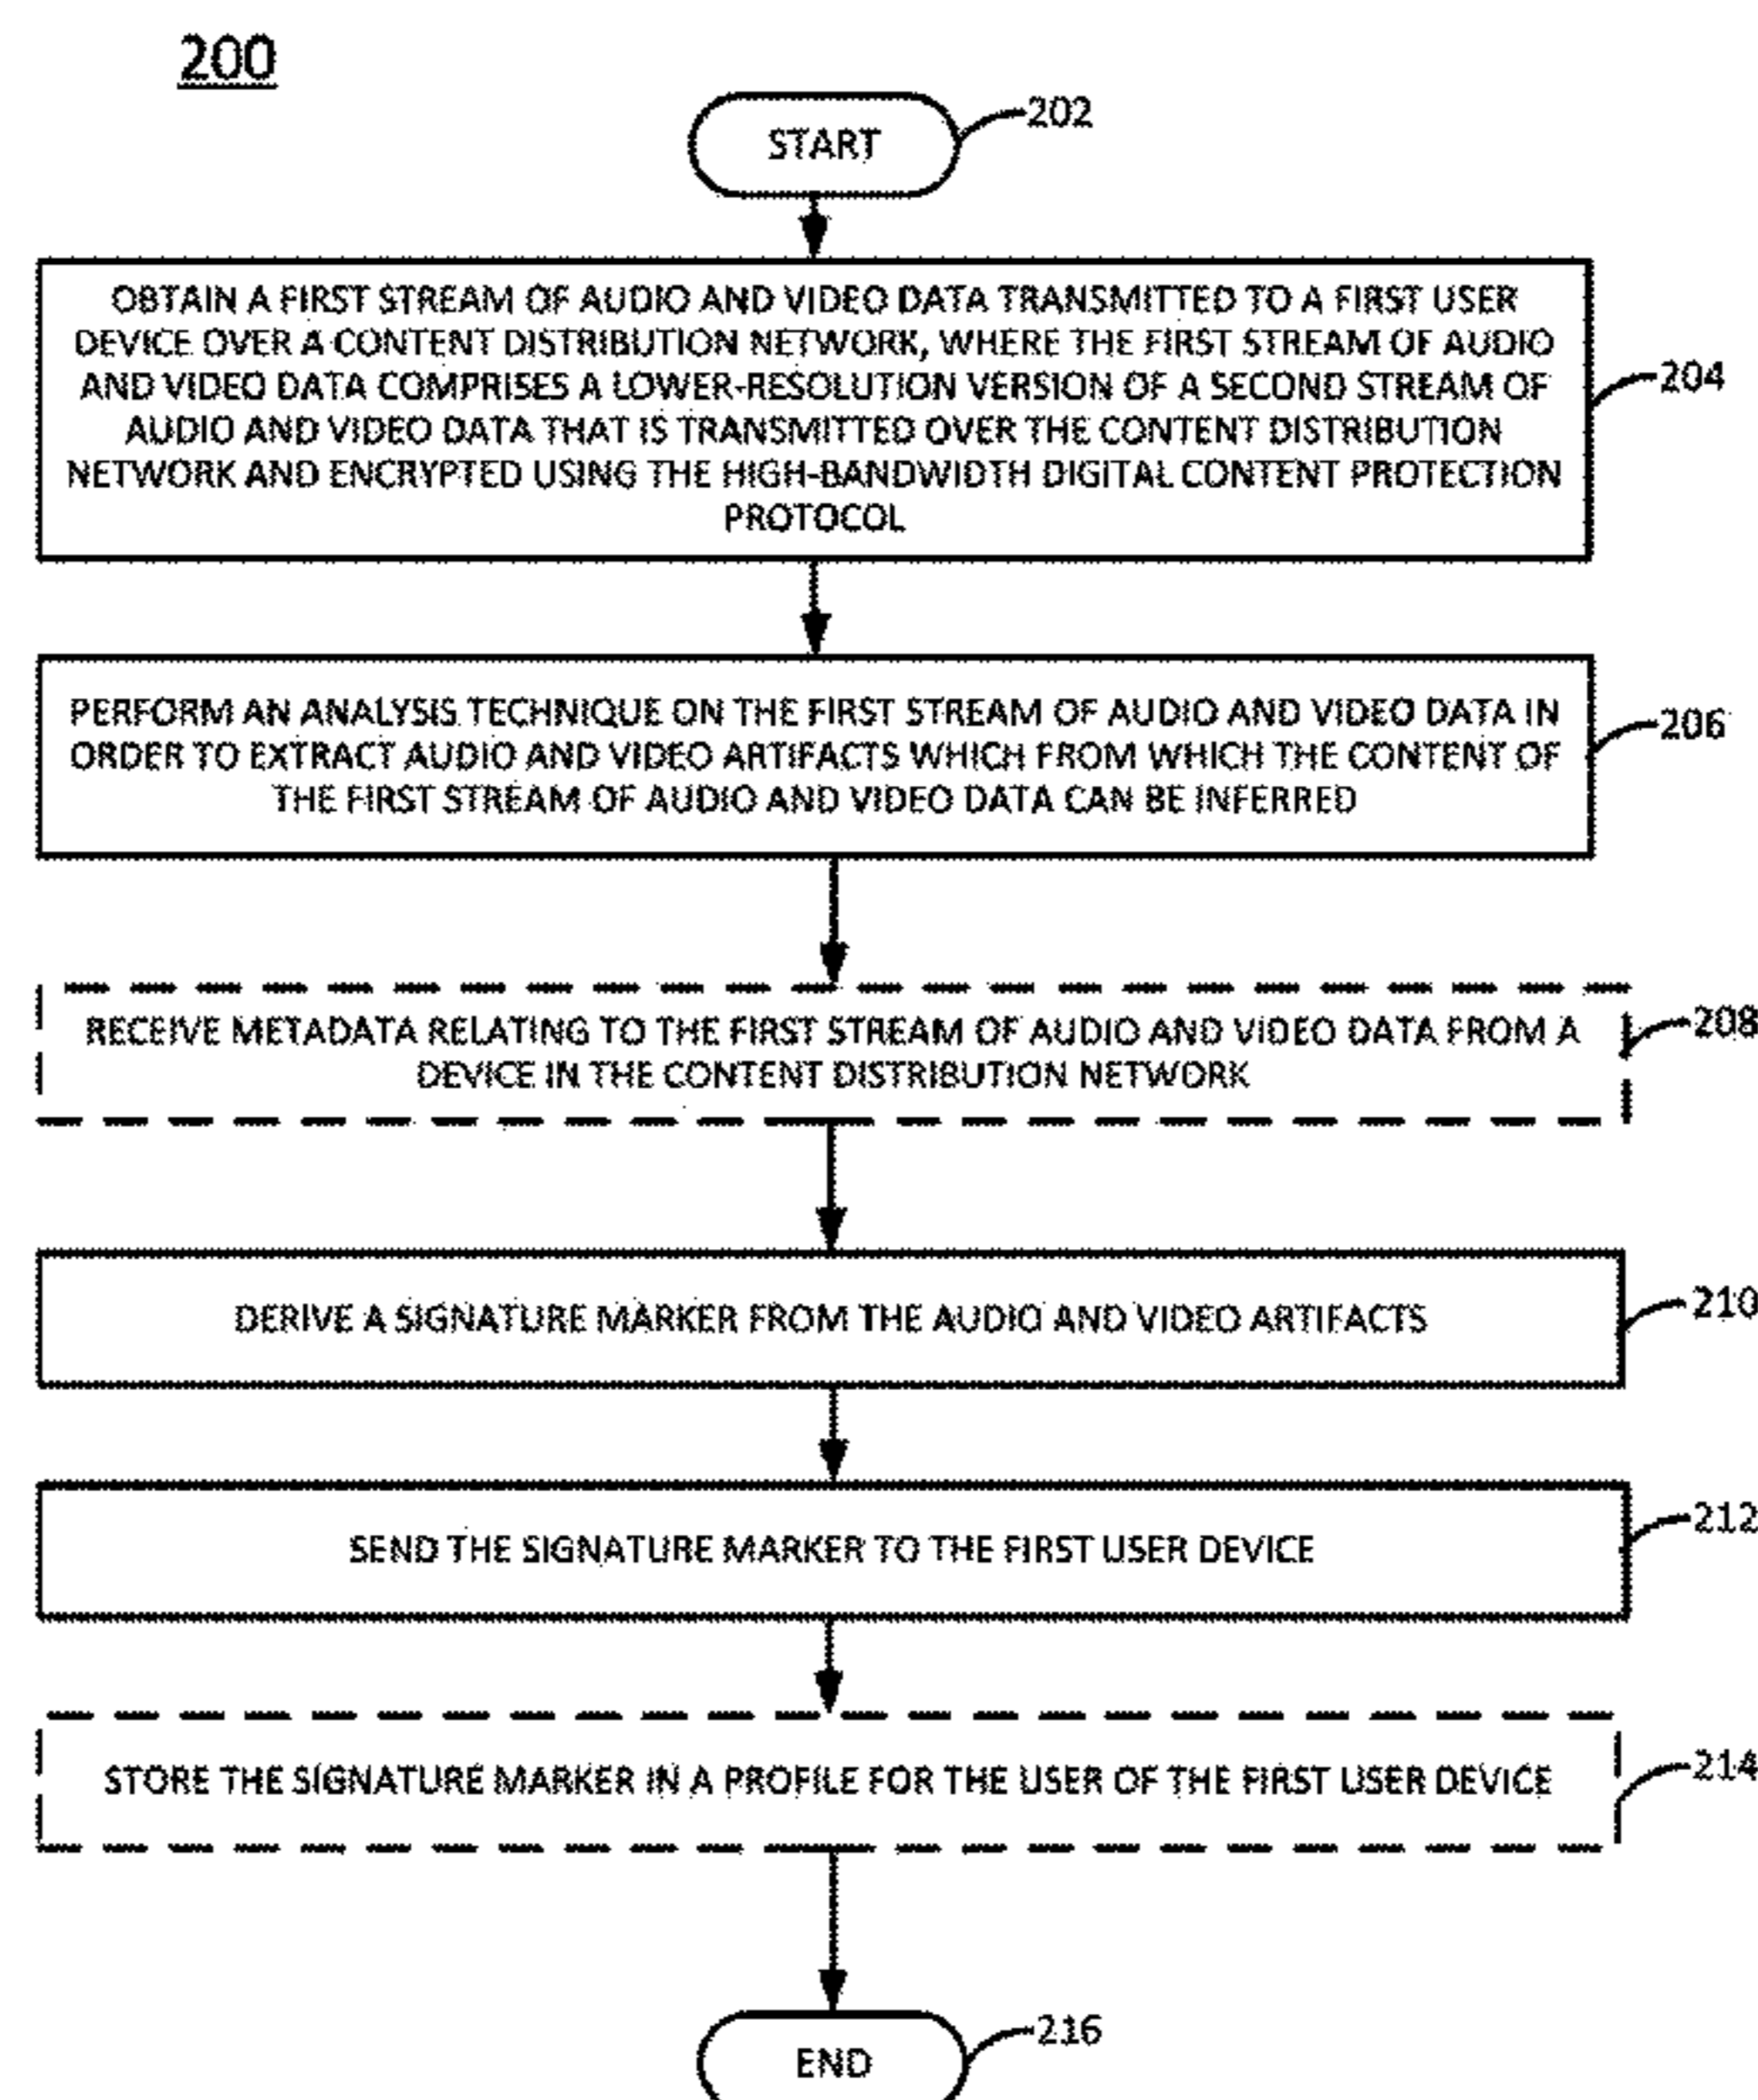 200
START
202
OBTAIN A FIRST STREAM OF AUDIO AND VIDEO DATA TRANSMITTED TO A FIRST USER
DEVICE OVER A CONTENT DISTRIBUTION NETWORK, WHERE THE FIRST STREAM OF AUDIO
AND VIDEO DATA COMPRISES A LOWER-RESOLUTION VERSION OF A SECOND STREAM OF
AUDIO AND VIDEO DATA THAT IS TRANSMITTED OVER THE CONTENT DISTRIBUTION
NETWORK AND ENCRYPTED USING THE HIGH-BANDWIDTH DIGITAL CONTENT PROTECTION
PROTOCOL
204
PERFORM AN ANALYSIS TECHNIQUE ON THE FIRST STREAM OF AUDIO AND VIDEO DATA IN
ORDER TO EXTRACT AUDIO AND VIDEO ARTIFACTS WHICH FROM WHICH THE CONTENT OF
THE FIRST STREAM OF AUDIO AND VIDEO DATA CAN BE INFERRED
206
RECEIVE METADATA RELATING TO THE FIRST STREAM OF AUDIO AND VIDEO DATA FROM A
DEVICE IN THE CONTENT DISTRIBUTION NETWORK
208
DERIVE A SIGNATURE MARKER FROM THE AUDIO AND VIDEO ARTIFACTS
210
SEND THE SIGNATURE MARKER TO THE FIRST USER DEVICE
212
STORE THE SIGNATURE MARKER IN A PROFILE FOR THE USER OF THE FIRST USER DEVICE
214
END
216